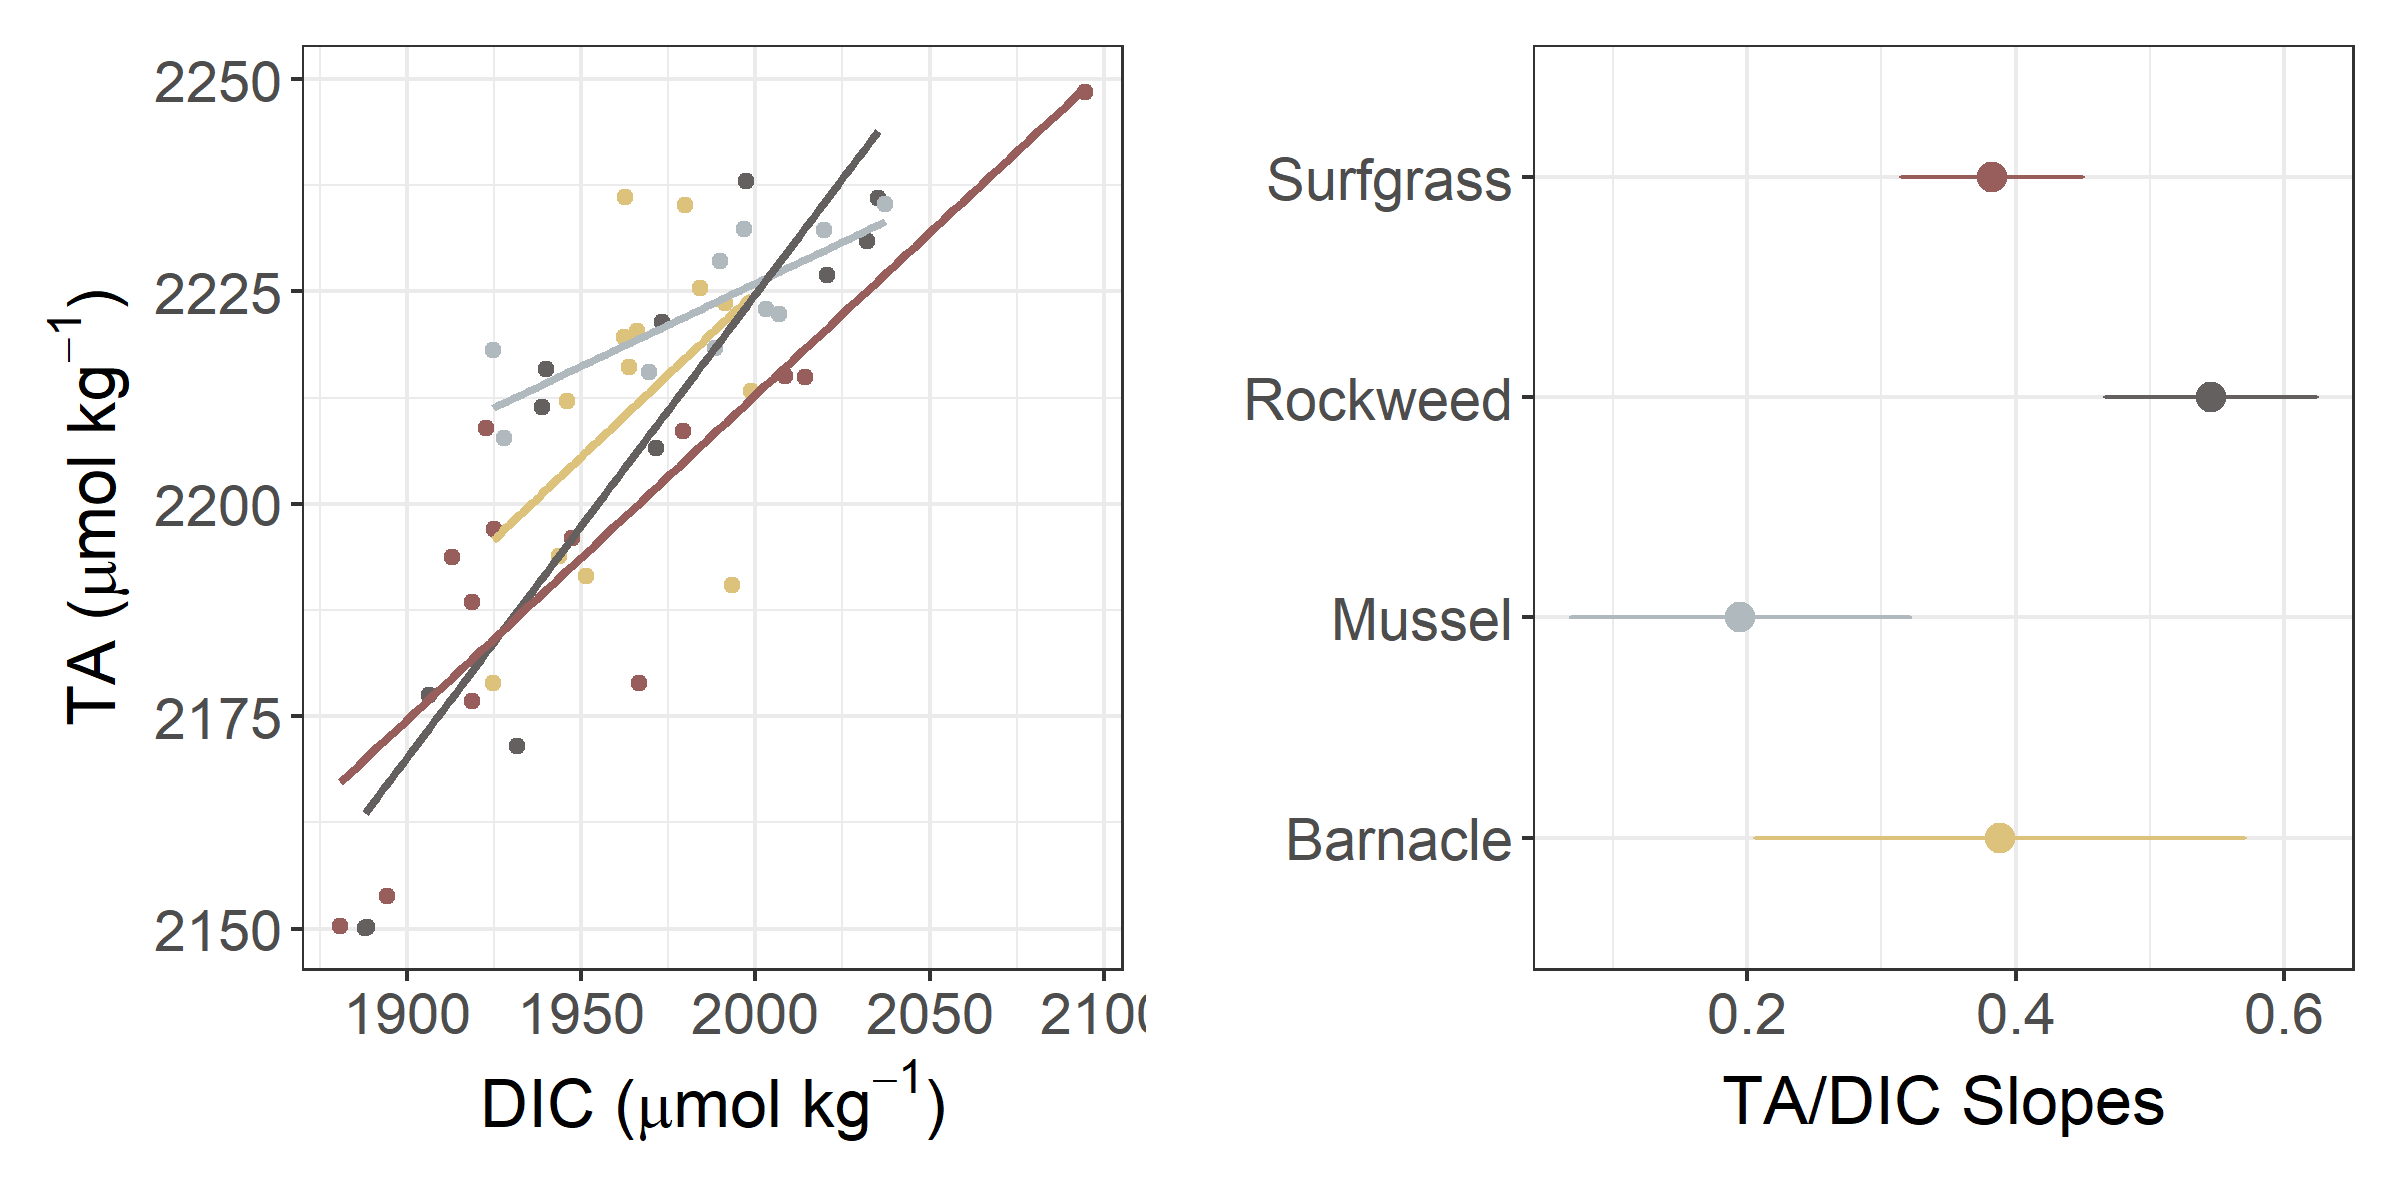 2250
2225
2200
2175
2150
TA (μmol kg⁻¹)
1900 1950 2000 2050 2100
DIC (μmol kg⁻¹)
Surfgrass
Rockweed
Mussel
Barnacle
0.2 0.4 0.6
TA/DIC Slopes